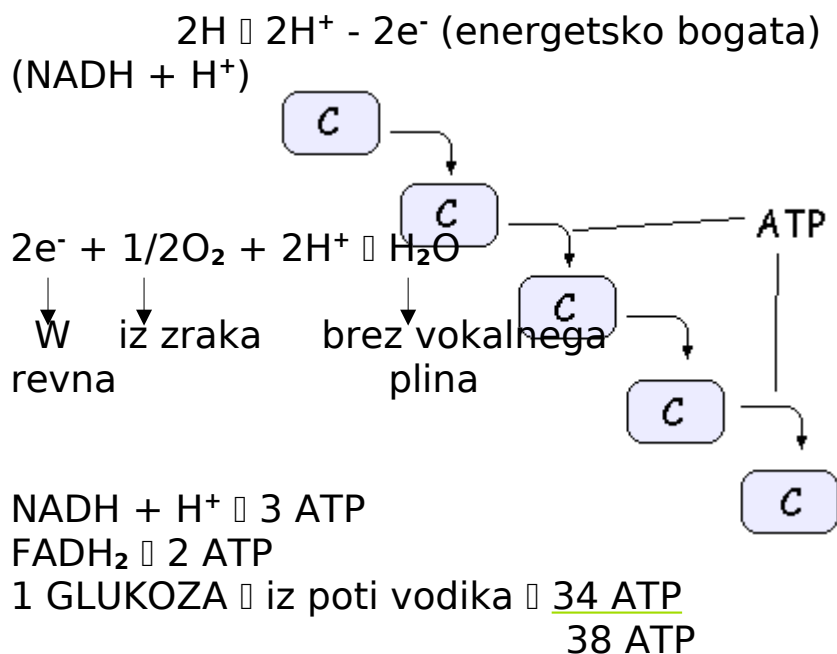 2H ▯ 2H⁺ - 2e⁻ (energetsko bogata)
(NADH + H⁺)
C
C
ATP
2e⁻ + 1/2O₂ + 2H⁺ ▯ H₂O
C
W iz zraka brez vokalnega
revna plina
C
C
NADH + H⁺ ▯ 3 ATP
FADH₂ ▯ 2 ATP
1 GLUKOZA ▯ iz poti vodika ▯ 34 ATP
38 ATP